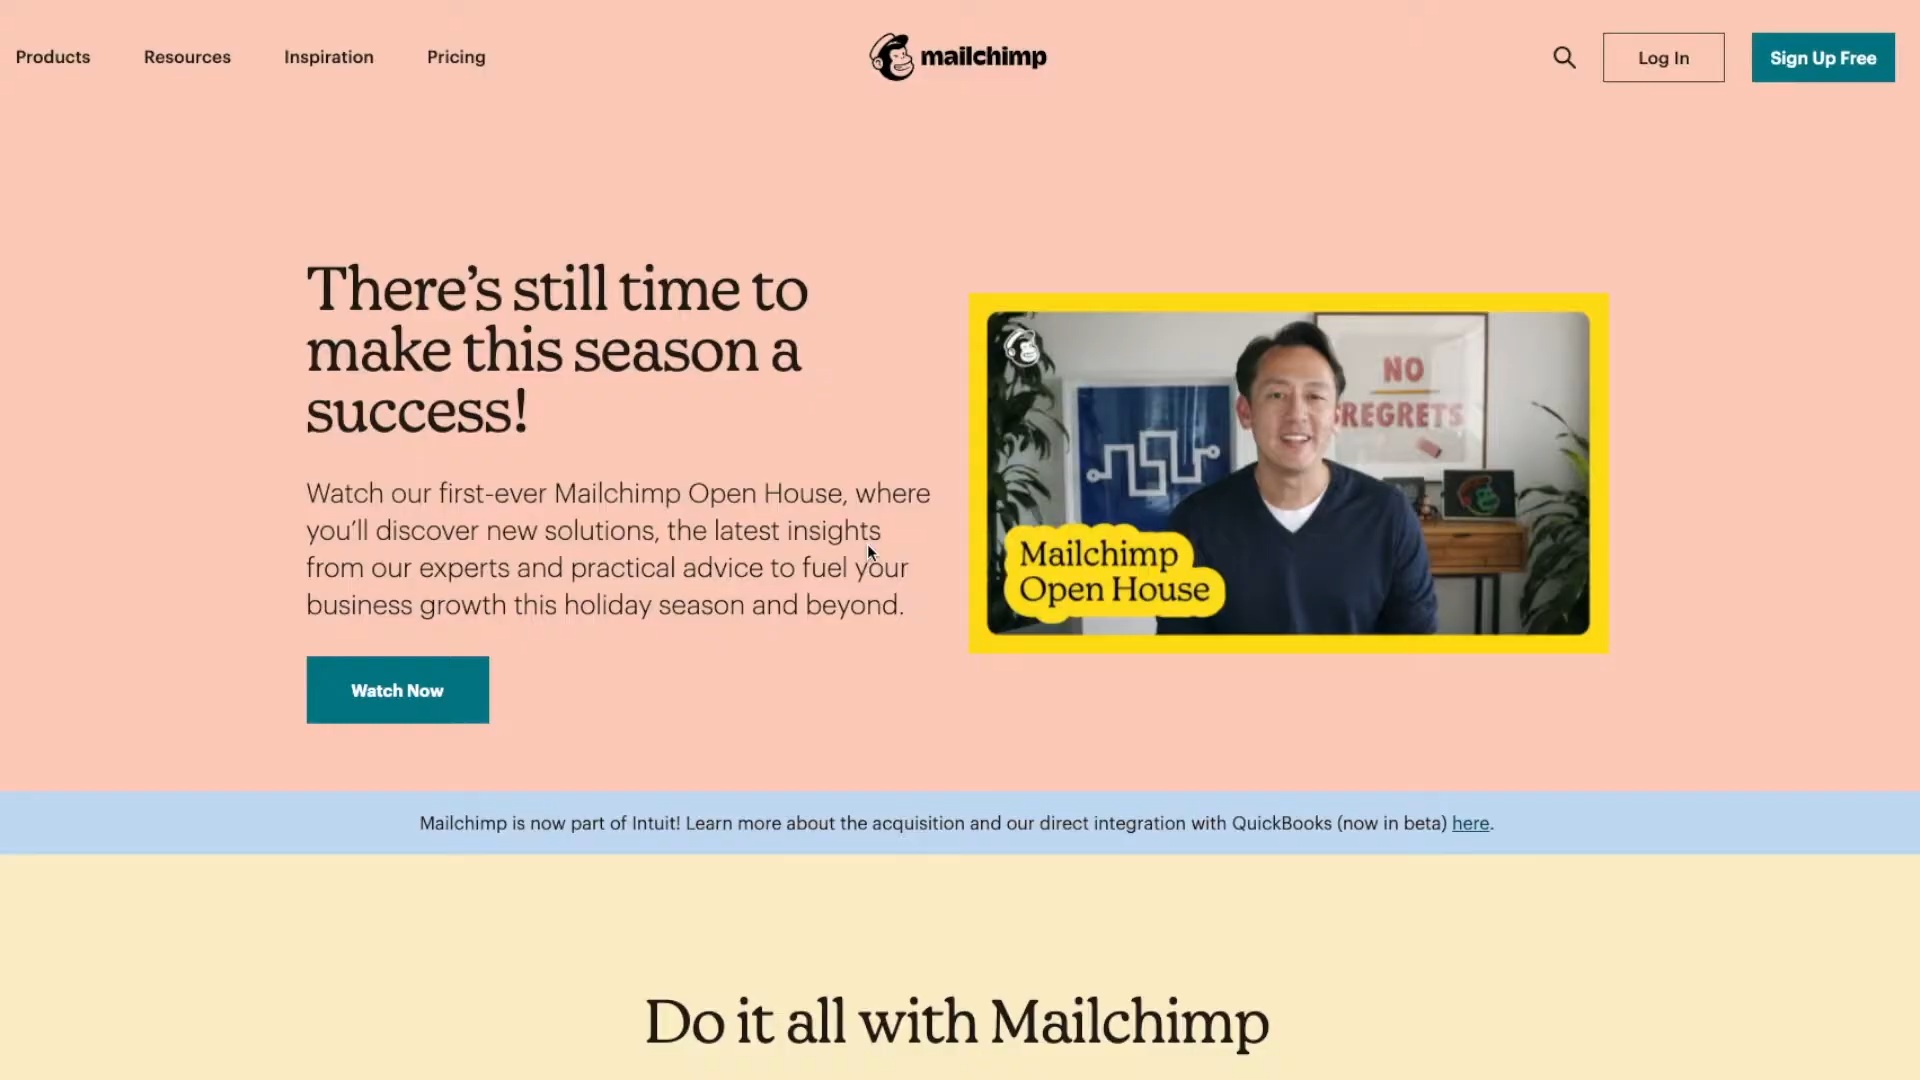 Products
Resources
Inspiration
Pricing
mailchimp
Log In
Sign Up Free
There’s still time to
make this season a
success!
Watch our first-ever Mailchimp Open House, where
you’ll discover new solutions, the latest insights
from our experts and practical advice to fuel your
business growth this holiday season and beyond.
Watch Now
NO
REGRETS
Mailchimp
Open House
Mailchimp is now part of Intuit! Learn more about the acquisition and our direct integration with QuickBooks (now in beta) here.
Do it all with Mailchimp